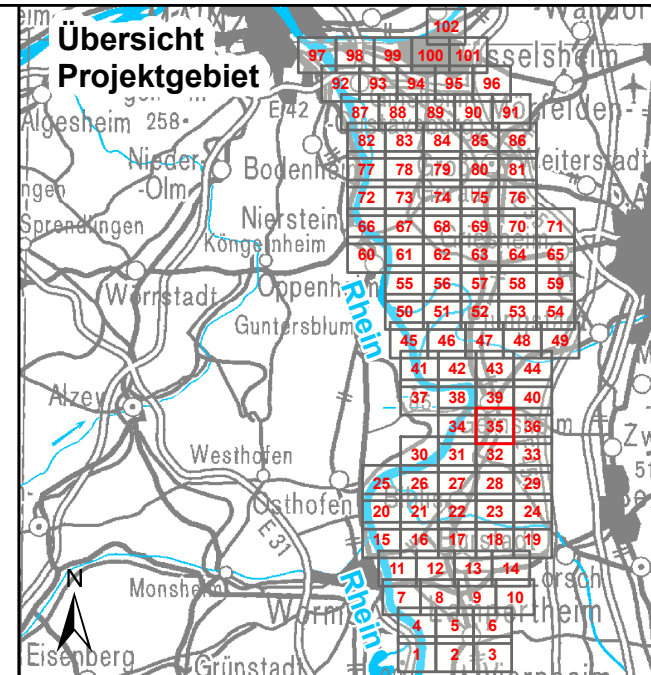 Übersicht
Projektgebiet
102
97 98 99 100 101
sselsheim
92 93 94 95 96
E 42
87 88 89 90 91
Algesheim 258
82 83 84 85 86
Nieder-
-Olm
Bodenheim
77 78 79 80 81
72 73 74 75 76
Sprendlingen
Nierstein
Köngernheim
66 67 68 69 70 71
60 61 62 63 64 65
Wörrstadt
Oppenheim
Rhein
55 56 57 58 59
50 51 52 53 54
Guntersblum
45 46 47 48 49
41 42 43 44
Alzey
37 38 39 40
34 35 36
Westhofen
30 31 32 33
25 26 27 28 29
Osthofen
20 21 22 23 24
E 31
15 16 17 18 19
11 12 13 14
N
Monsheim
Rhein
7 8 9 10
Worms
4 5 6
Eisenberg
Grünstadt
1 2 3